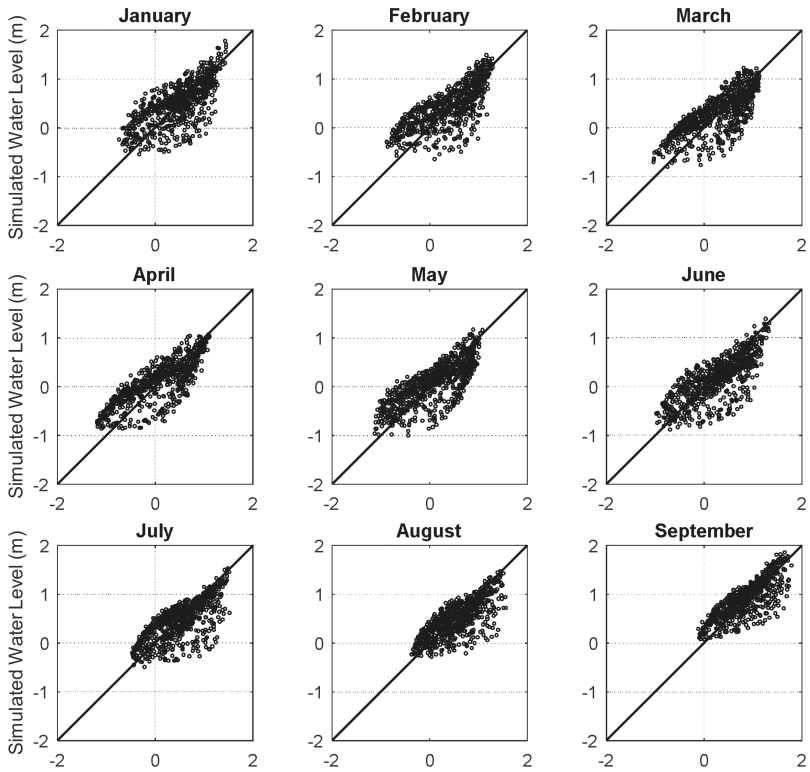 January February March
Simulated Water Level (m)
2 2 2
1 1 1
0 0 0
-1 -1 -1
-2 -2 -2
-2 0 2 -2 0 2 -2 0 2
April May June
Simulated Water Level (m)
2 2 2
1 1 1
0 0 0
-1 -1 -1
-2 -2 -2
-2 0 2 -2 0 2 -2 0 2
July August September
Simulated Water Level (m)
2 2 2
1 1 1
0 0 0
-1 -1 -1
-2 -2 -2
-2 0 2 -2 0 2 -2 0 2